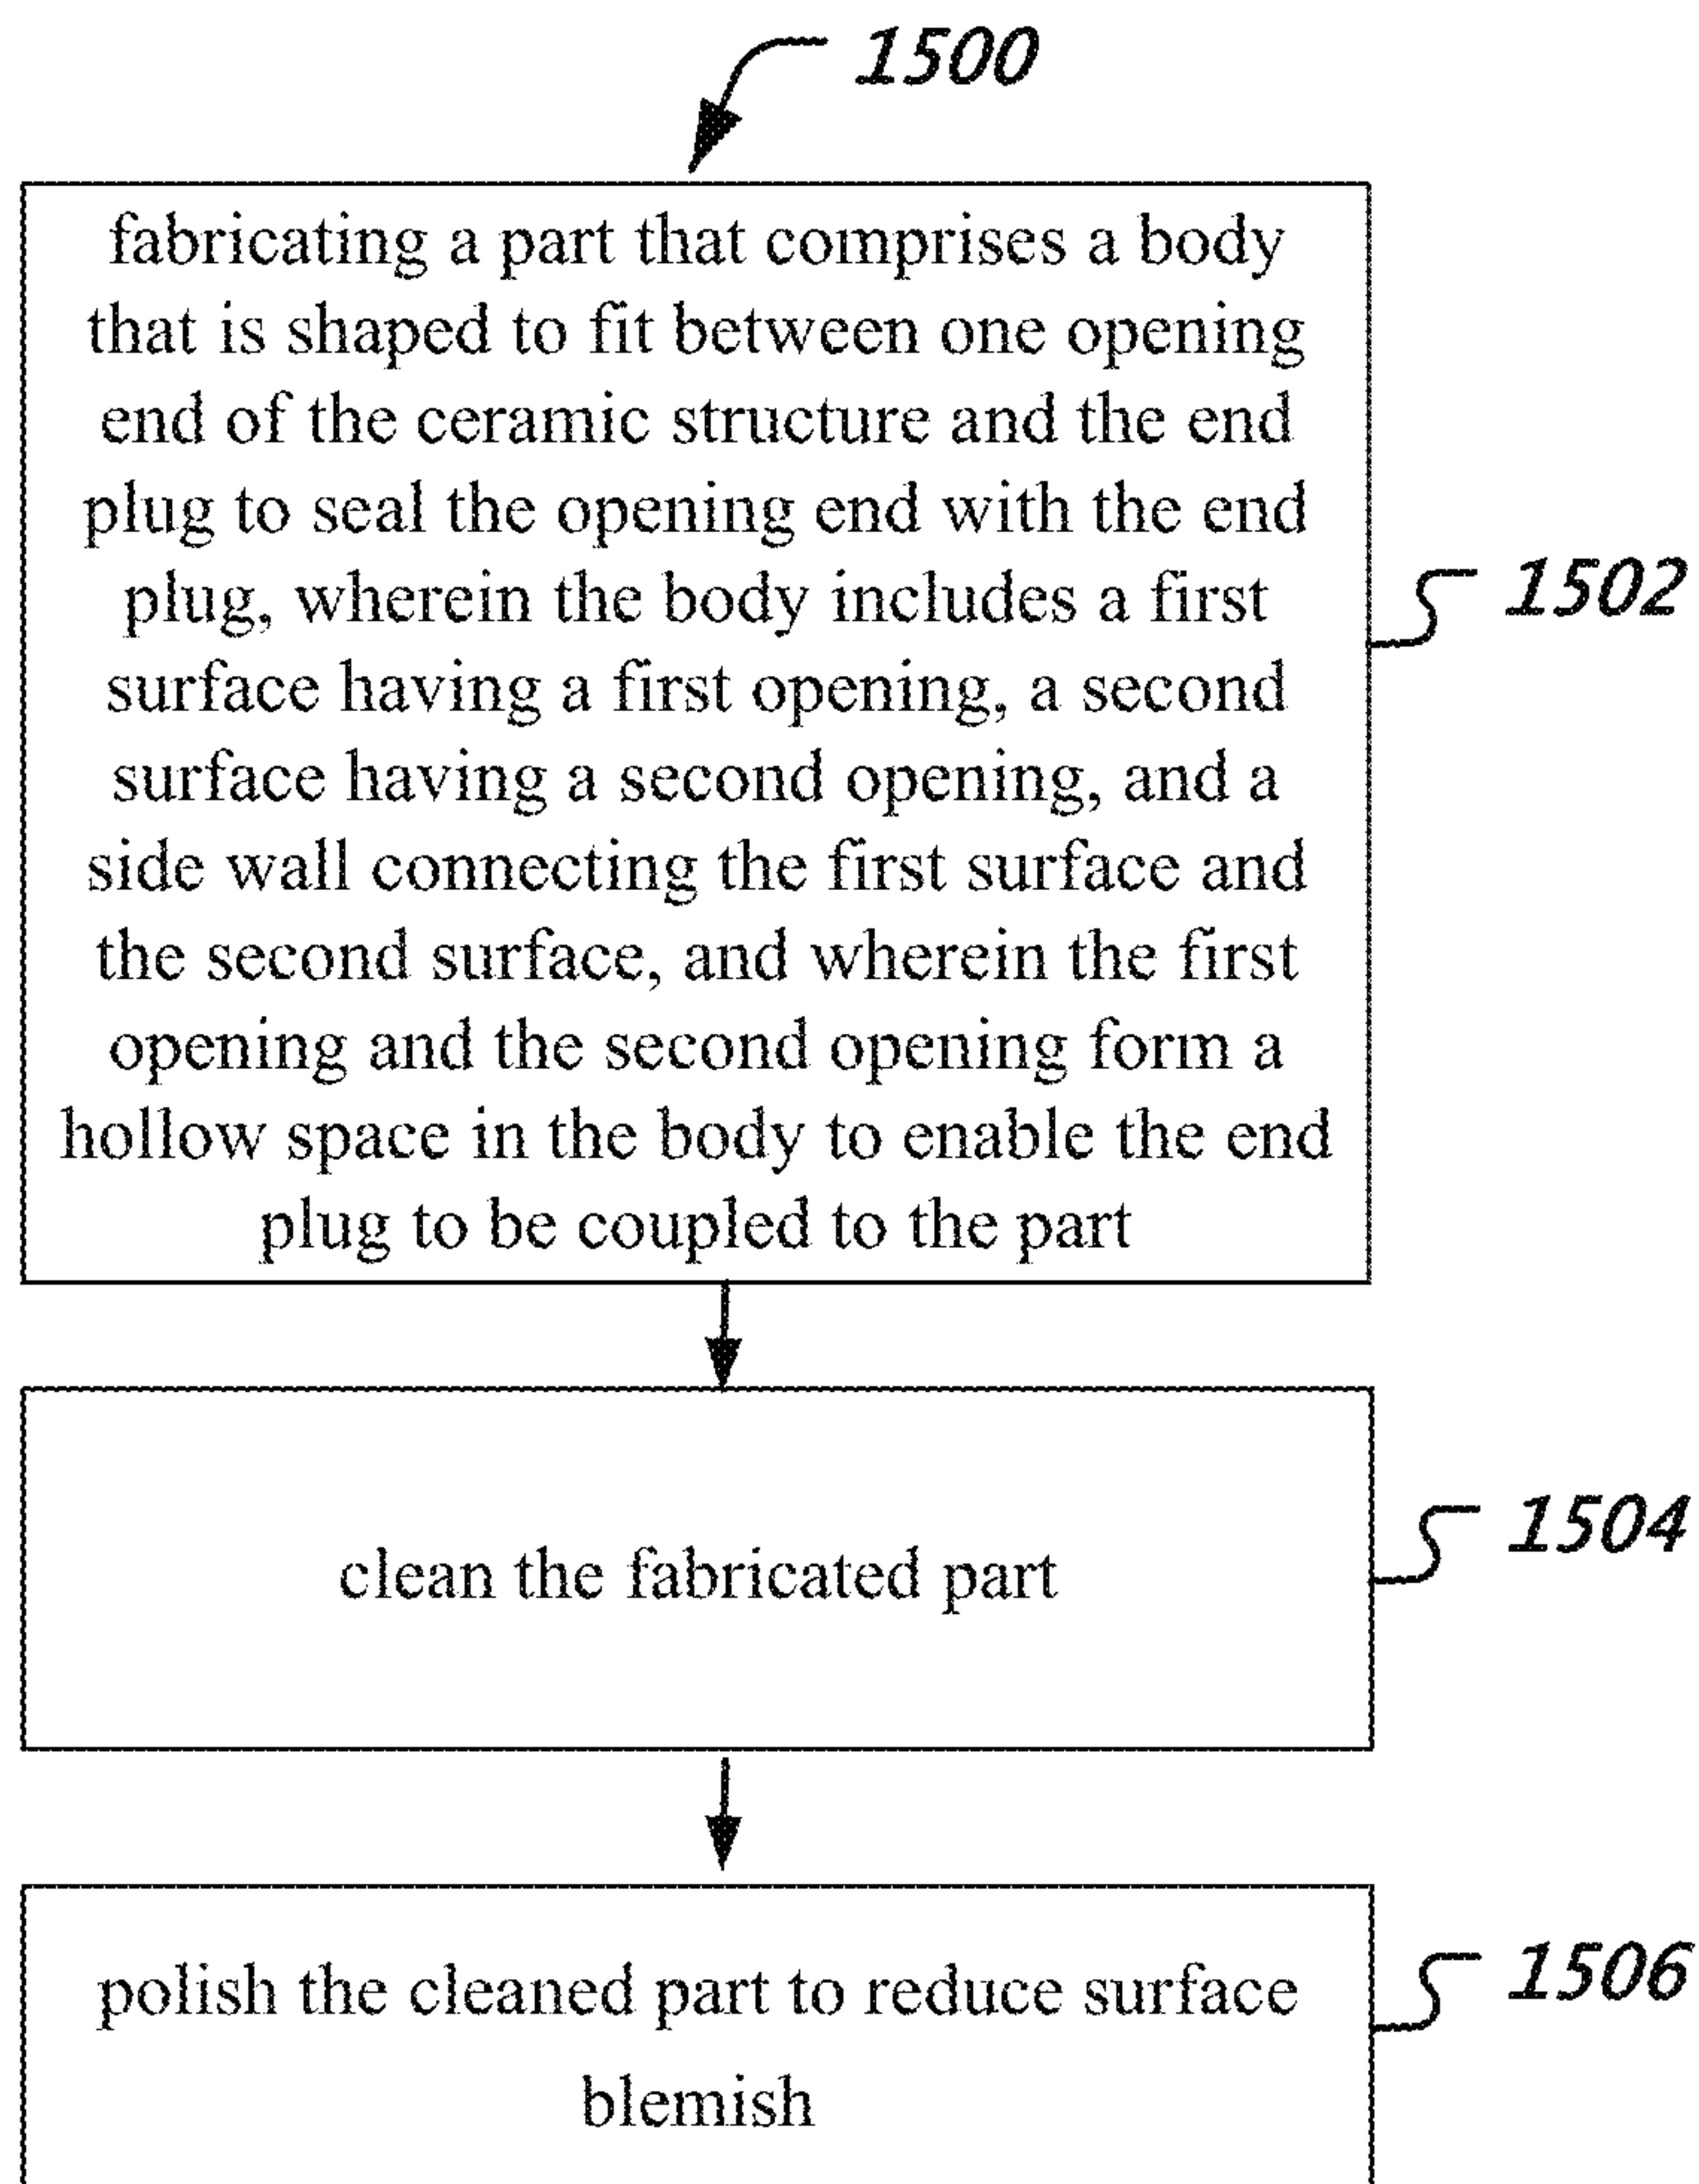 1500
fabricating a part that comprises a body
that is shaped to fit between one opening
end of the ceramic structure and the end
plug to seal the opening end with the end
plug, wherein the body includes a first
surface having a first opening, a second
surface having a second opening, and a
side wall connecting the first surface and
the second surface, and wherein the first
opening and the second opening form a
hollow space in the body to enable the end
plug to be coupled to the part
1502
clean the fabricated part
1504
polish the cleaned part to reduce surface
blemish
1506